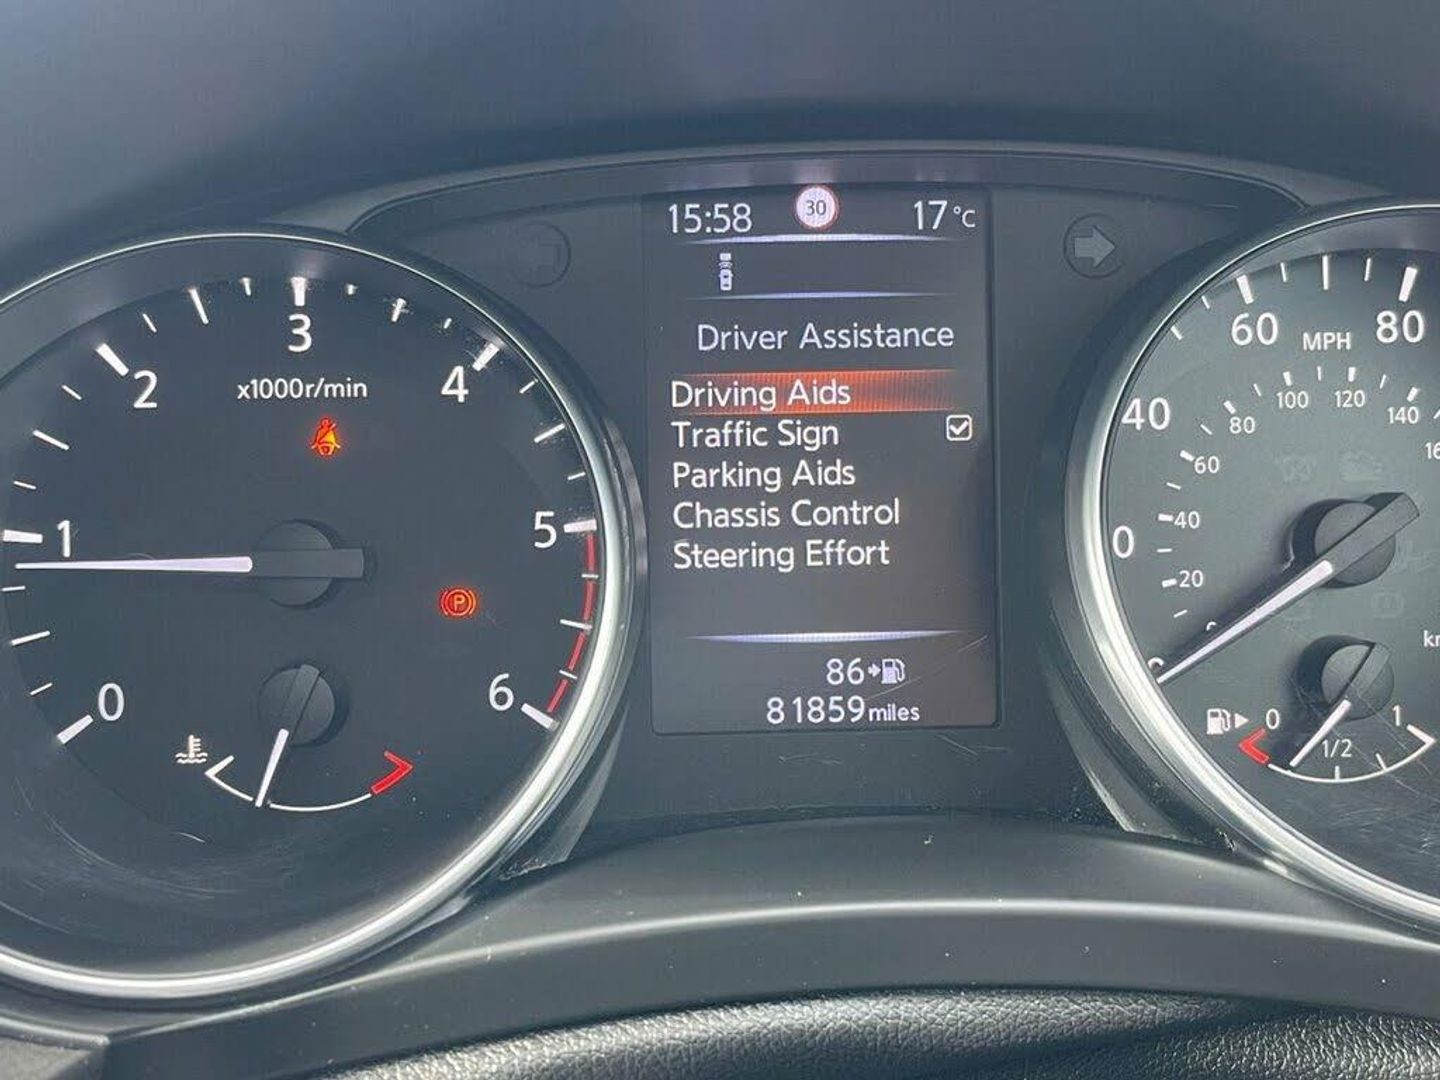 15:58 30 17°C
Driver Assistance
Driving Aids
Traffic Sign
Parking Aids
Chassis Control
Steering Effort
86
81859 miles
0
1
2
3
4
5
6
x1000r/min
P
0
40
60
80
MPH
20
40
60
80
100
120
140
0
1/2
1